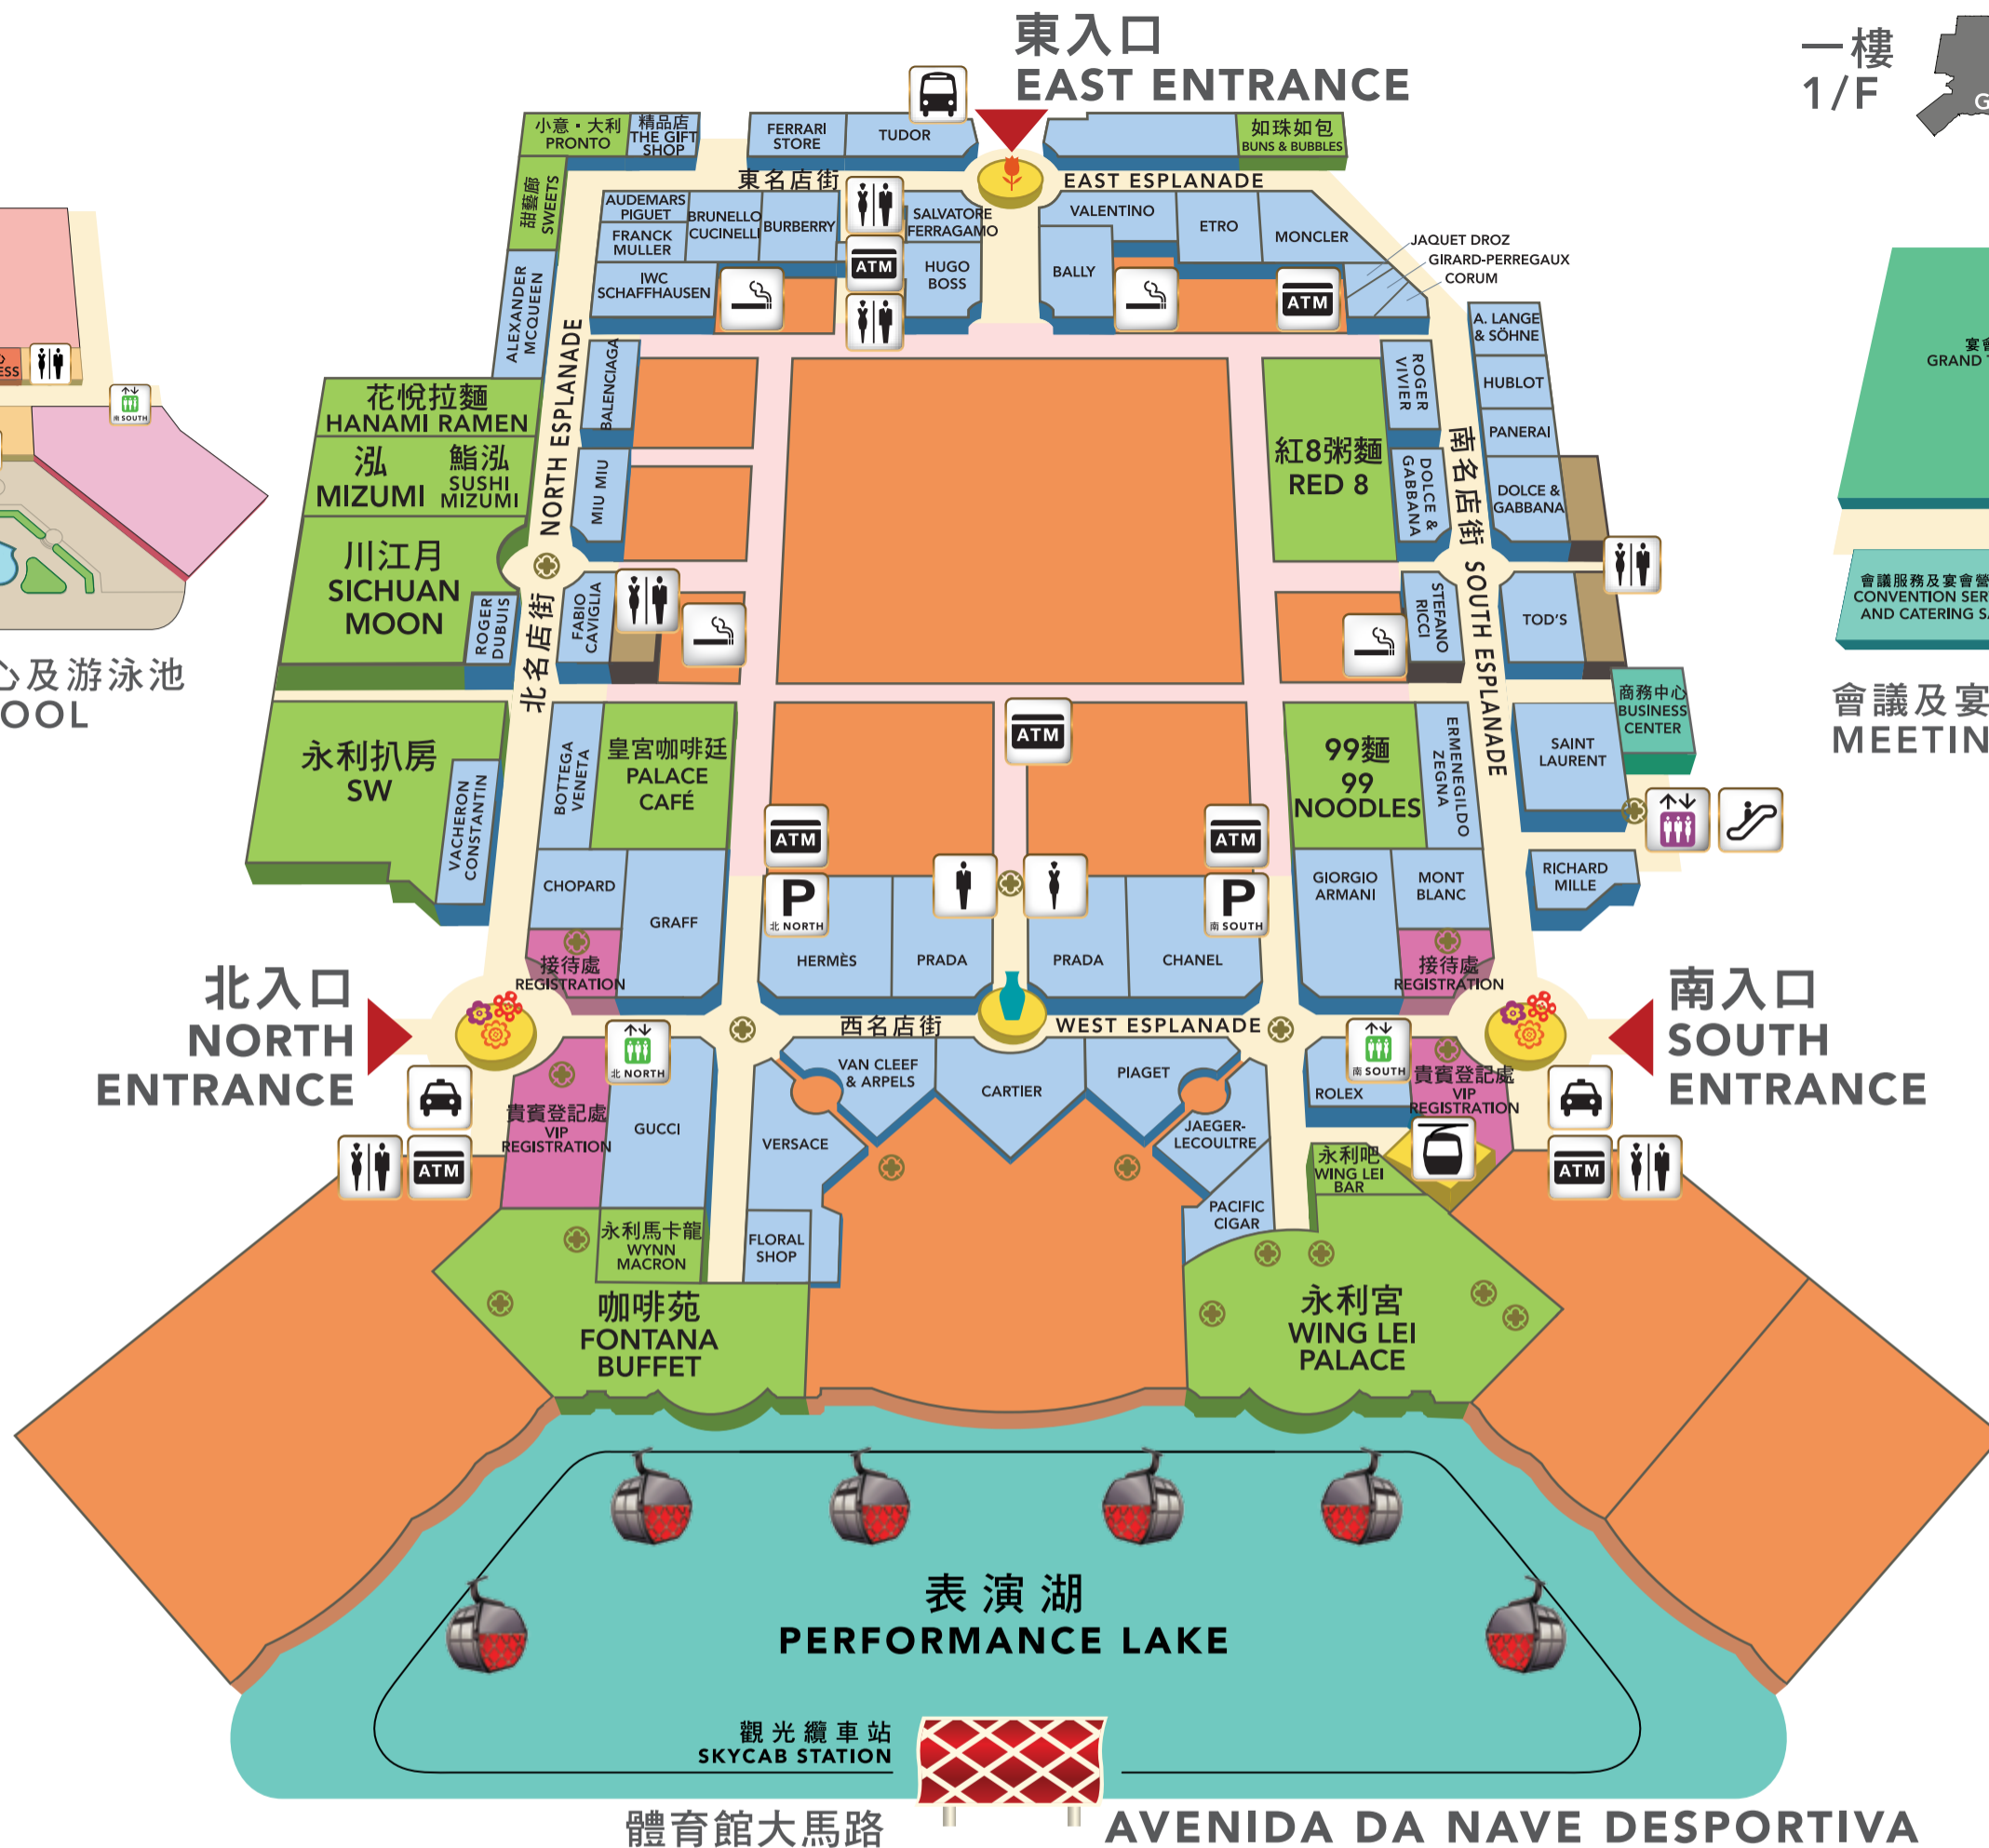 東入口
EAST ENTRANCE
一樓
1/F
小意・大利
PRONTO
精品店
THE GIFT
SHOP
FERRARI
STORE
TUDOR
如珠如包
BUNS & BUBBLES
東名店街
EAST ESPLANADE
甜藝廊
SWEETS
AUDEMARS
PIGUET
FRANCK
MULLER
BRUNELLO
CUCINELLI
BURBERRY
SALVATORE
FERRAGAMO
VALENTINO
ETRO
MONCLER
JAQUET DROZ
GIRARD-PERREGAUX
CORUM
ALEXANDER
MCQUEEN
IWC
SCHAFFHAUSEN
ATM
HUGO
BOSS
BALLY
ATM
A. LANGE
& SÖHNE
HUBLOT
PANERAI
DOLCE &
GABBANA
NORTH ESPLANADE
北名店街
BALENCIAGA
MIU MIU
FABIO
CAVIGLIA
花悅拉麵
HANAMI RAMEN
泓
MIZUMI
鮨泓
SUSHI
MIZUMI
川江月
SICHUAN
MOON
ROGER
DUBUIS
紅8粥麵
RED 8
ROGER
VIVIER
DOLCE &
GABBANA
STEFANO
RICCI
南名店街
SOUTH ESPLANADE
TOD'S
商務中心
BUSINESS
CENTER
南 SOUTH
宴會
GRAND
會議服務及宴會營
CONVENTION SER
AND CATERING SA
心及游泳池
OOL
會議及宴
MEETIN
永利扒房
SW
VACHERON
CONSTANTIN
BOTTEGA
VENETA
皇宮咖啡廷
PALACE
CAFÉ
ATM
99麵
99
NOODLES
ERMENEGILDO
ZEGNA
SAINT
LAURENT
CHOPARD
GRAFF
ATM
P
北 NORTH
ATM
P
南 SOUTH
HERMÈS
PRADA
PRADA
CHANEL
GIORGIO
ARMANI
MONT
BLANC
RICHARD
MILLE
接待處
REGISTRATION
接待處
REGISTRATION
北入口
NORTH
ENTRANCE
南入口
SOUTH
ENTRANCE
西名店街
WEST ESPLANADE
北 NORTH
南 SOUTH
貴賓登記處
VIP
REGISTRATION
GUCCI
VAN CLEEF
& ARPELS
CARTIER
PIAGET
VERSACE
JAEGER-
LECOULTRE
ROLEX
貴賓登記處
VIP
REGISTRATION
ATM
ATM
永利吧
WING LEI
BAR
PACIFIC
CIGAR
永利馬卡龍
WYNN
MACRON
FLORAL
SHOP
咖啡苑
FONTANA
BUFFET
永利宮
WING LEI
PALACE
表演湖
PERFORMANCE LAKE
觀光纜車站
SKYCAB STATION
體育館大馬路
AVENIDA DA NAVE DESPORTIVA